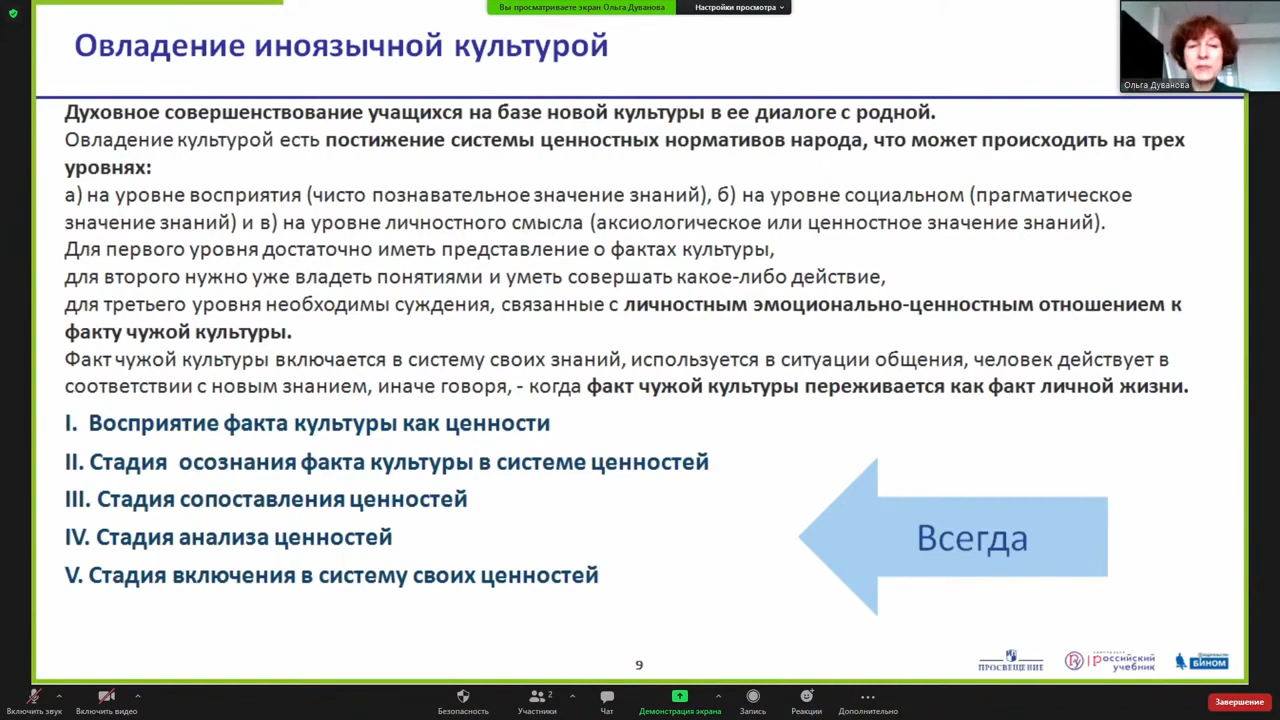 Вы просматриваете экран Ольга Дуванова
Настройки просмотра
Овладение иноязычной культурой
Ольга Дуванова
Духовное совершенствование учащихся на базе новой культуры в ее диалоге с родной.
Овладение культурой есть постижение системы ценностных нормативов народа, что может происходить на трех
уровнях:
а) на уровне восприятия (чисто познавательное значение знаний), б) на уровне социальном (прагматическое
значение знаний) и в) на уровне личностного смысла (аксиологическое или ценностное значение знаний).
Для первого уровня достаточно иметь представление о фактах культуры,
для второго нужно уже владеть понятиями и уметь совершать какое-либо действие,
для третьего уровня необходимы суждения, связанные с личностным эмоционально-ценностным отношением к
факту чужой культуры.
Факт чужой культуры включается в систему своих знаний, используется в ситуации общения, человек действует в
соответствии с новым знанием, иначе говоря, - когда факт чужой культуры переживается как факт личной жизни.
I. Восприятие факта культуры как ценности
II. Стадия осознания факта культуры в системе ценностей
III. Стадия сопоставления ценностей
IV. Стадия анализа ценностей
V. Стадия включения в систему своих ценностей
Всегда
9
ПРОСВЕЩЕНИЕ
российский
учебник
БИНОМ
Включить звук
Включить видео
Безопасность
2
Участники
Чат
Демонстрация экрана
Запись
Реакции
Дополнительно
Завершение